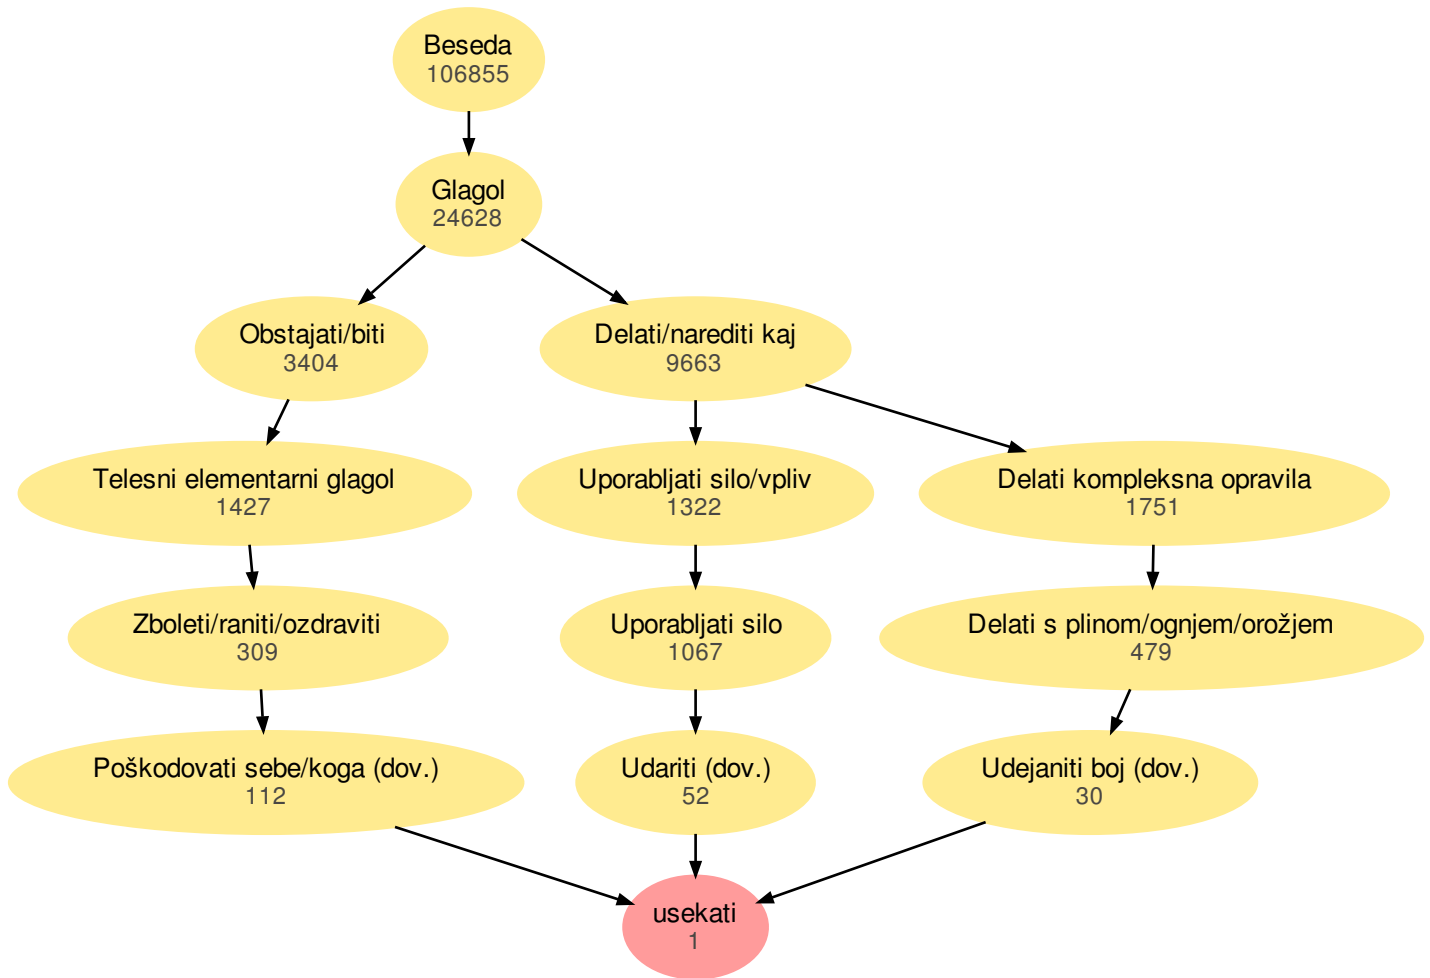 Beseda
106855
Glagol
24628
Obstajati/biti
3404
Delati/narediti kaj
9663
Telesni elementarni glagol
1427
Uporabljati silo/vpliv
1322
Delati kompleksna opravila
1751
Zboleti/raniti/ozdraviti
309
Uporabljati silo
1067
Delati s plinom/ognjem/orožjem
479
Poškodovati sebe/koga (dov.)
112
Udariti (dov.)
52
Udejaniti boj (dov.)
30
usekati
1